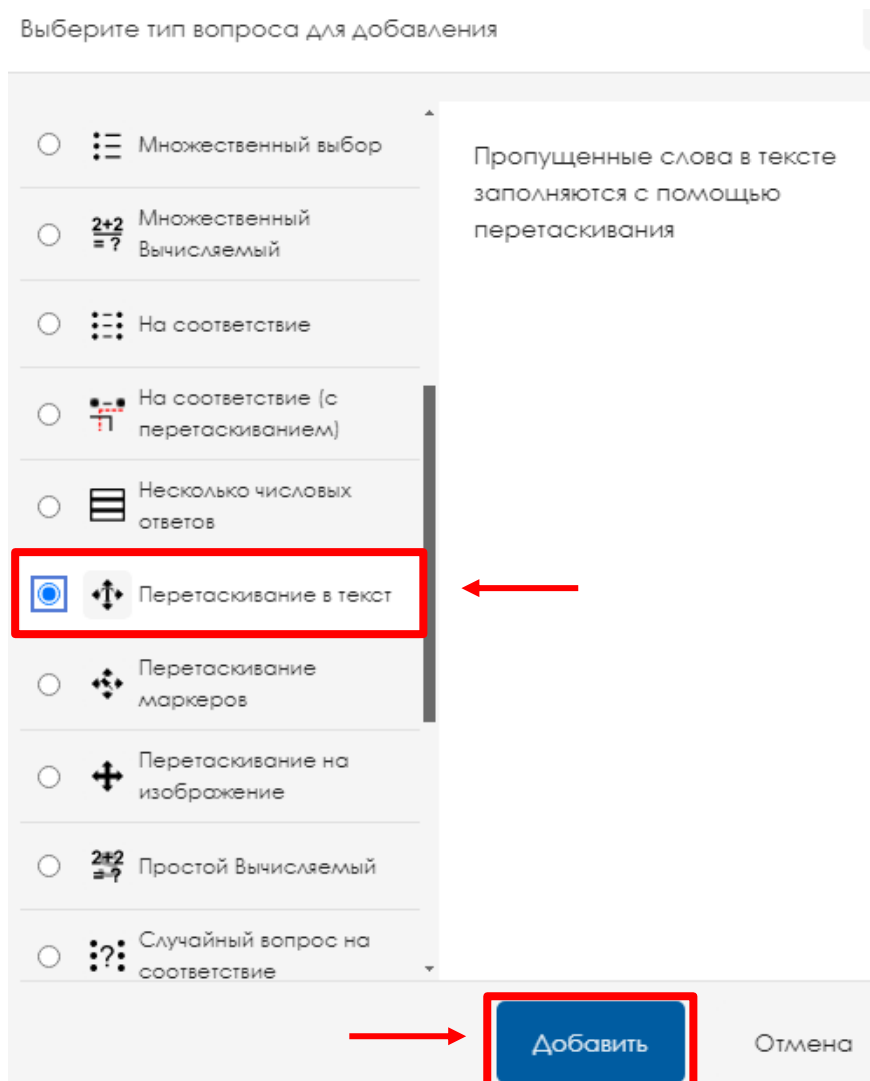 Выберите тип вопроса для добавления
Множественный выбор
Пропущенные слова в тексте
заполняются с помощью
перетаскивания
2+2
= ?
Множественный
Вычисляемый
На соответствие
На соответствие (с
перетаскиванием)
Несколько числовых
ответов
Перетаскивание в текст
Перетаскивание
маркеров
Перетаскивание на
изображение
2+2
= ?
Простой Вычисляемый
?
Случайный вопрос на
соответствие
Добавить
Отмена